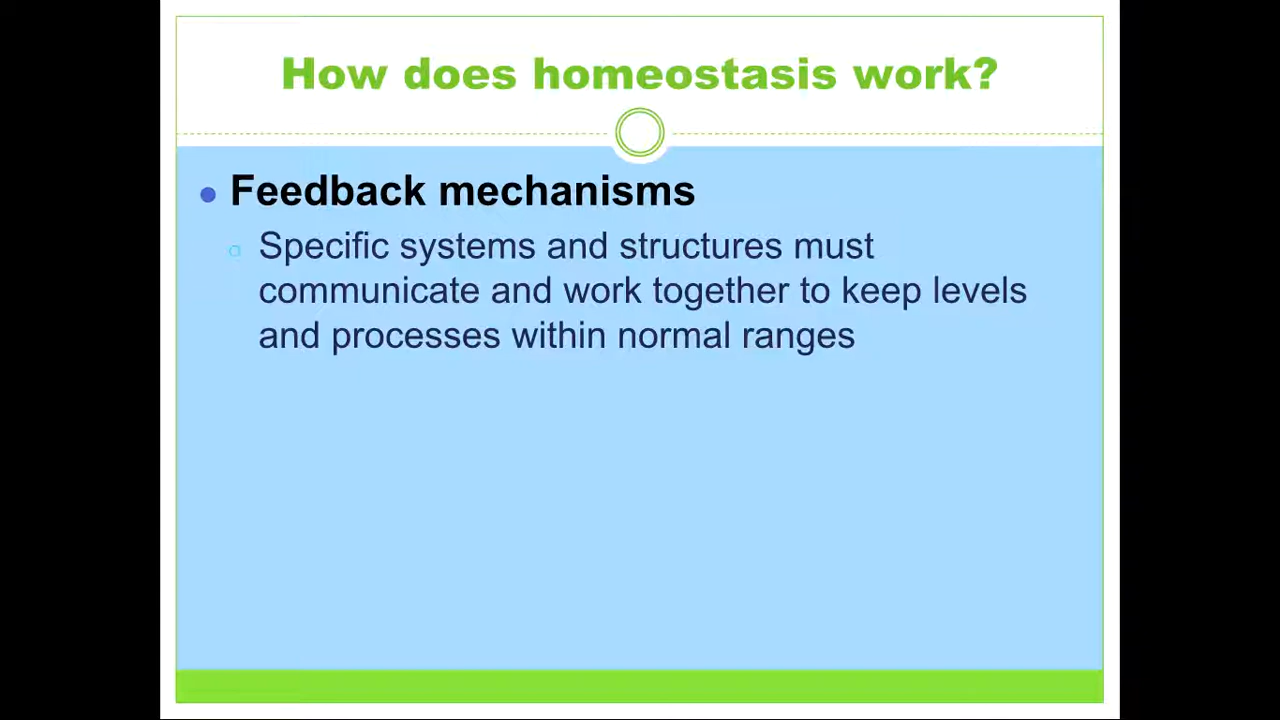 How does homeostasis work?
Feedback mechanisms
Specific systems and structures must
communicate and work together to keep levels
and processes within normal ranges